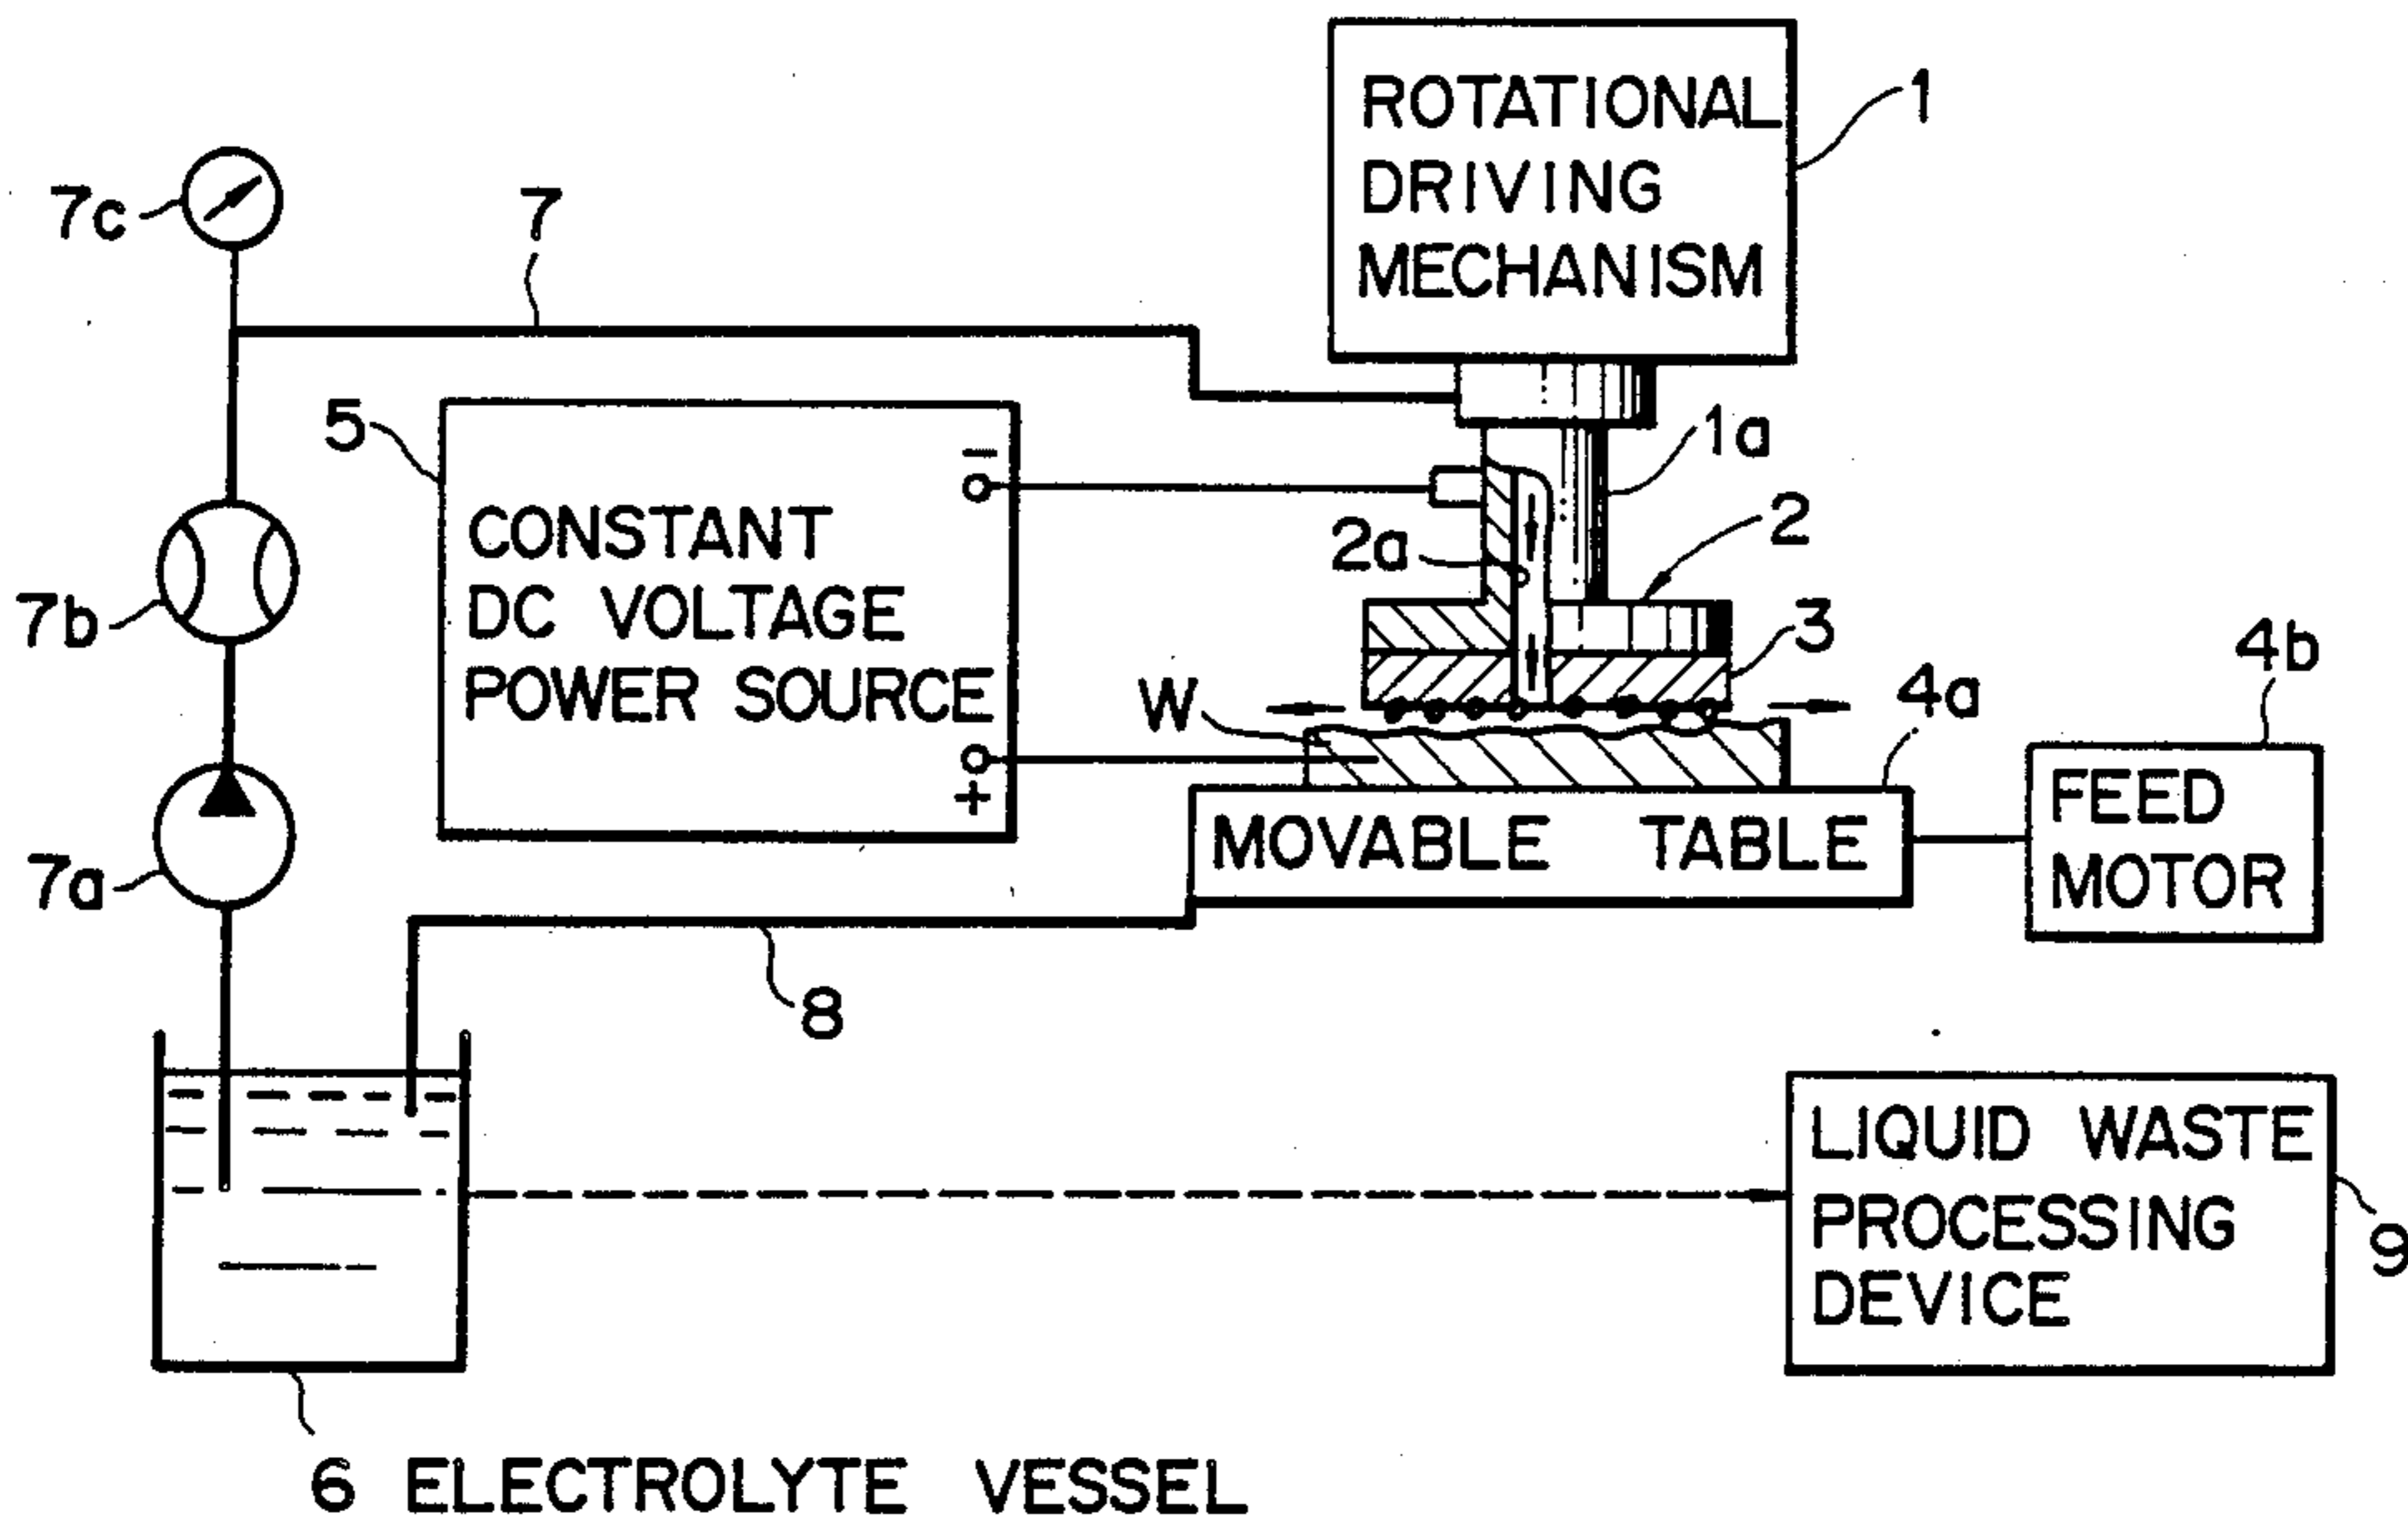 ROTATIONAL
DRIVING
MECHANISM
1
7c
7
5
1a
−
CONSTANT
DC VOLTAGE
POWER SOURCE
+
2a
2
7b
3
4b
W
4a
FEED
MOTOR
MOVABLE TABLE
7a
8
LIQUID WASTE
PROCESSING
DEVICE
9
6 ELECTROLYTE VESSEL